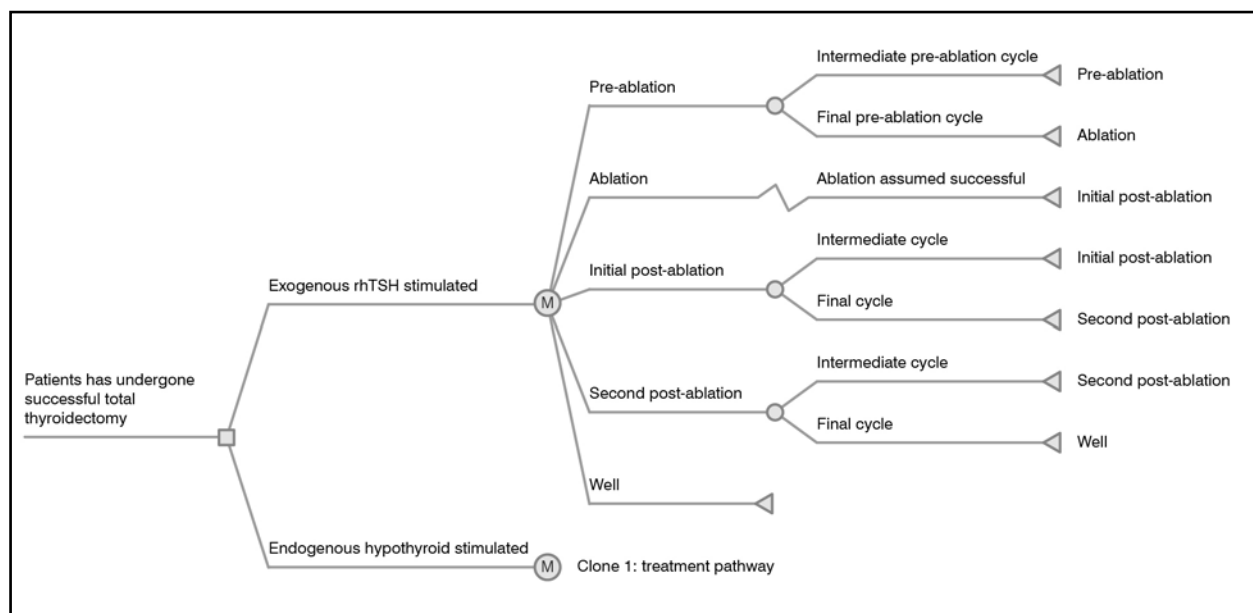 Intermediate pre-ablation cycle
Pre-ablation
Pre-ablation
Final pre-ablation cycle
Ablation
Ablation
Ablation assumed successful
Initial post-ablation
Intermediate cycle
Initial post-ablation
Initial post-ablation
Exogenous rhTSH stimulated
M
Final cycle
Second post-ablation
Patients has undergone
successful total
thyroidectomy
Intermediate cycle
Second post-ablation
Second post-ablation
Final cycle
Well
Well
Endogenous hypothyroid stimulated
M
Clone 1: treatment pathway